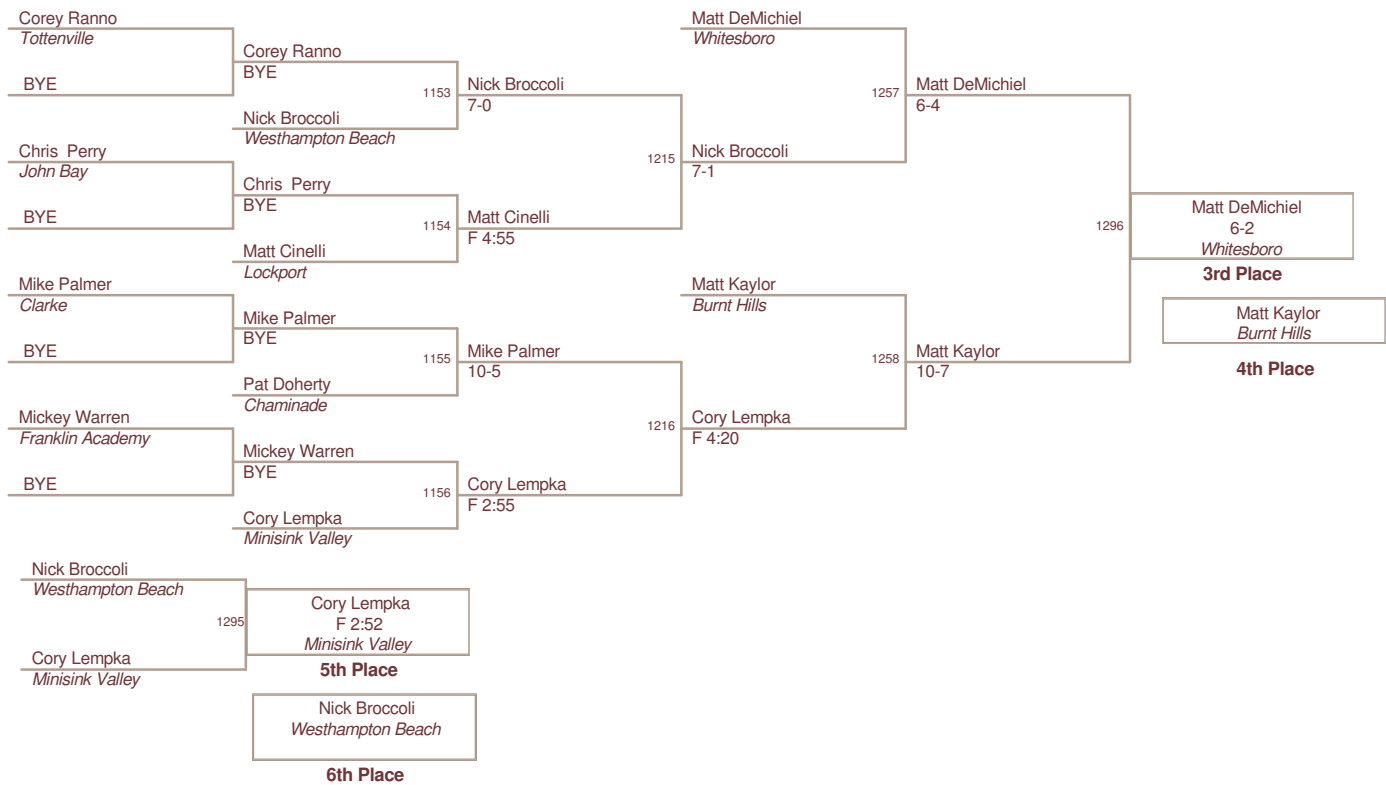 Corey Ranno
Tottenville
BYE
Corey Ranno
BYE
1153
Nick Broccoli
Westhampton Beach
Nick Broccoli
7-0
Chris  Perry
John Bay
BYE
Chris  Perry
BYE
1154
Matt Cinelli
Lockport
Matt Cinelli
F 4:55
1215
Nick Broccoli
7-1
Matt DeMichiel
Whitesboro
1257
Matt DeMichiel
6-4
Mike Palmer
Clarke
BYE
Mike Palmer
BYE
1155
Pat Doherty
Chaminade
Mike Palmer
10-5
Mickey Warren
Franklin Academy
BYE
Mickey Warren
BYE
1156
Cory Lempka
Minisink Valley
Cory Lempka
F 2:55
1216
Cory Lempka
F 4:20
Matt Kaylor
Burnt Hills
1258
Matt Kaylor
10-7
1296
Matt DeMichiel
6-2
Whitesboro
3rd Place
Matt Kaylor
Burnt Hills
4th Place
Nick Broccoli
Westhampton Beach
1295
Cory Lempka
Minisink Valley
Cory Lempka
F 2:52
Minisink Valley
5th Place
Nick Broccoli
Westhampton Beach
6th Place